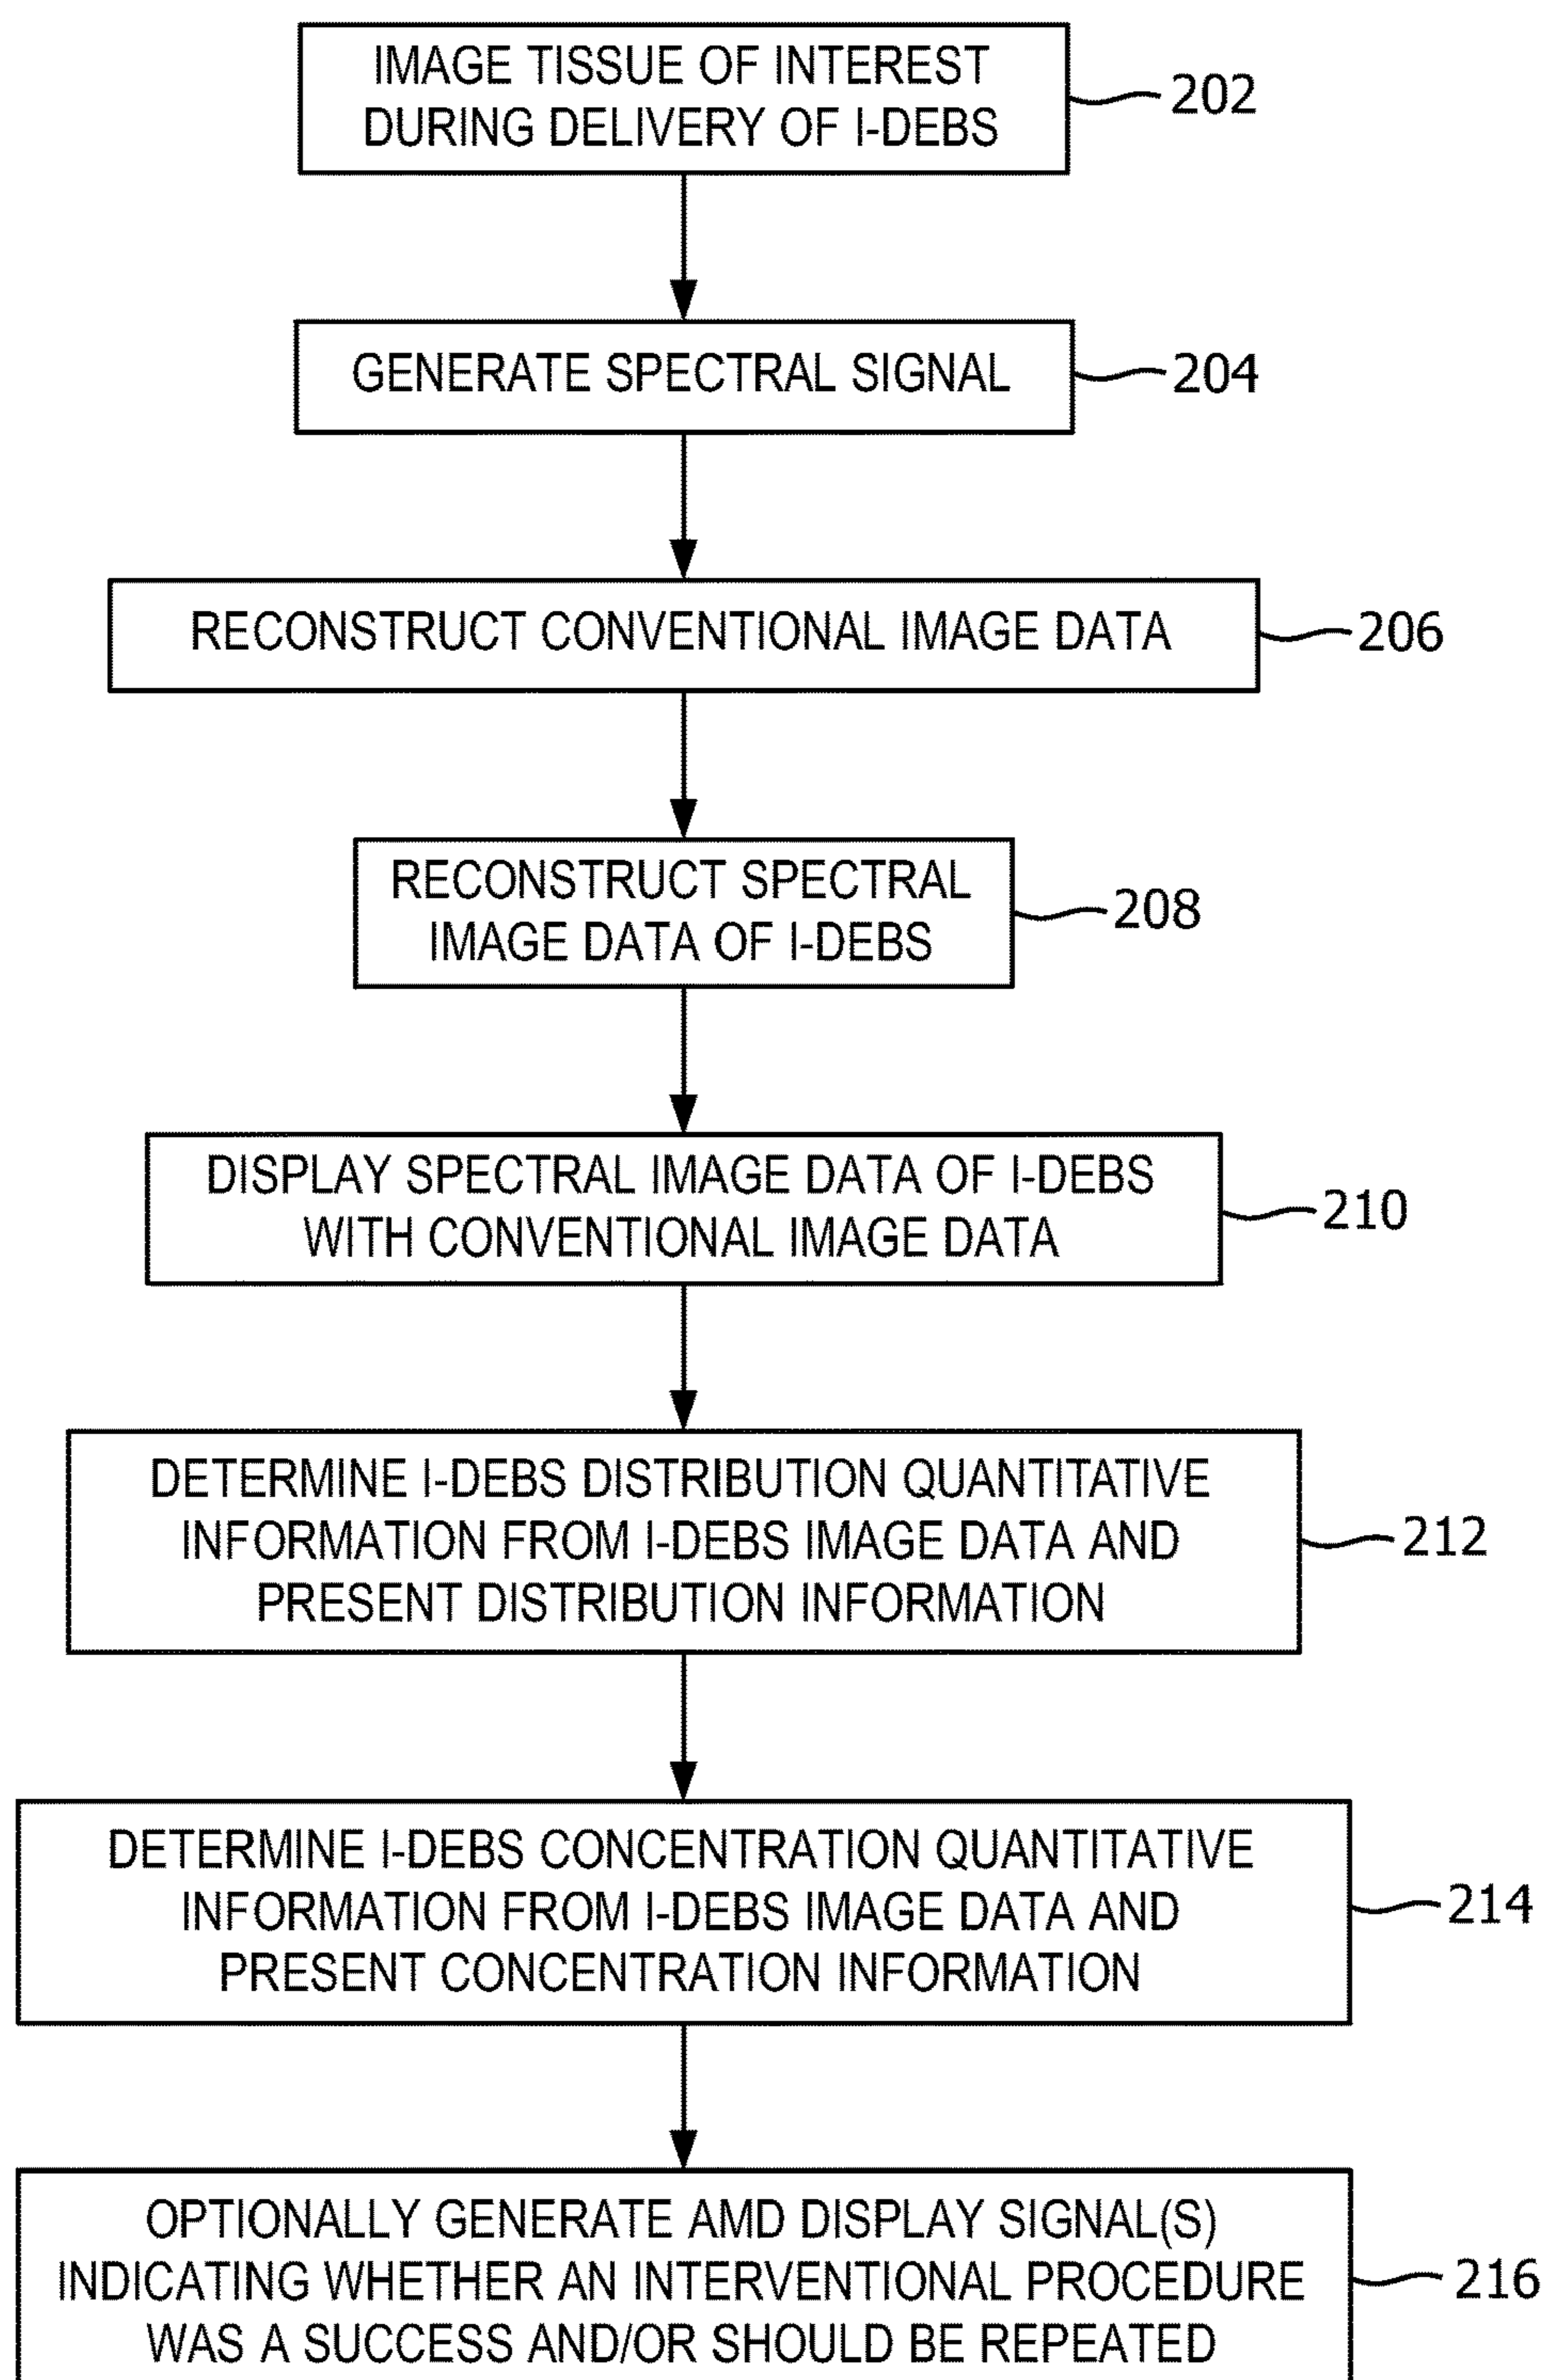 IMAGE TISSUE OF INTEREST
DURING DELIVERY OF I-DEBS
202
GENERATE SPECTRAL SIGNAL
204
RECONSTRUCT CONVENTIONAL IMAGE DATA
206
RECONSTRUCT SPECTRAL
IMAGE DATA OF I-DEBS
208
DISPLAY SPECTRAL IMAGE DATA OF I-DEBS
WITH CONVENTIONAL IMAGE DATA
210
DETERMINE I-DEBS DISTRIBUTION QUANTITATIVE
INFORMATION FROM I-DEBS IMAGE DATA AND
PRESENT DISTRIBUTION INFORMATION
212
DETERMINE I-DEBS CONCENTRATION QUANTITATIVE
INFORMATION FROM I-DEBS IMAGE DATA AND
PRESENT CONCENTRATION INFORMATION
214
OPTIONALLY GENERATE AMD DISPLAY SIGNAL(S)
INDICATING WHETHER AN INTERVENTIONAL PROCEDURE
WAS A SUCCESS AND/OR SHOULD BE REPEATED
216